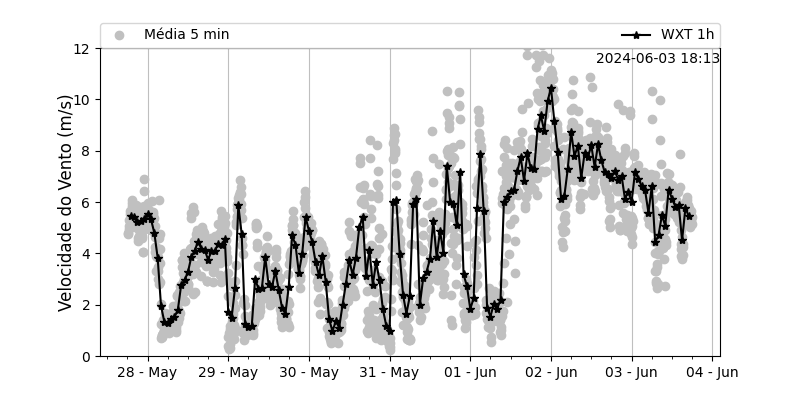 Média 5 min
WXT 1h
2024-06-03 18:13
Velocidade do Vento (m/s)
12
10
8
6
4
2
0
28 - May
29 - May
30 - May
31 - May
01 - Jun
02 - Jun
03 - Jun
04 - Jun